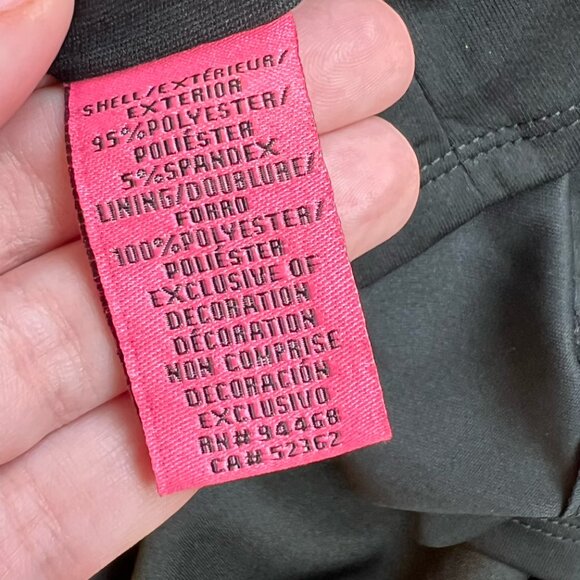 SHELL/EXTÉRIEUR/
EXTERIOR
95%POLYESTER/
POLIÉSTER
5%SPANDEX
LINING/DOUBLURE/
FORRO
100%POLYESTER/
POLIÉSTER
EXCLUSIVE OF
DECORATION
DÉCORATION
NON COMPRISE
DECORACIÓN
EXCLUSIVO
RN# 94468
CA# 52362